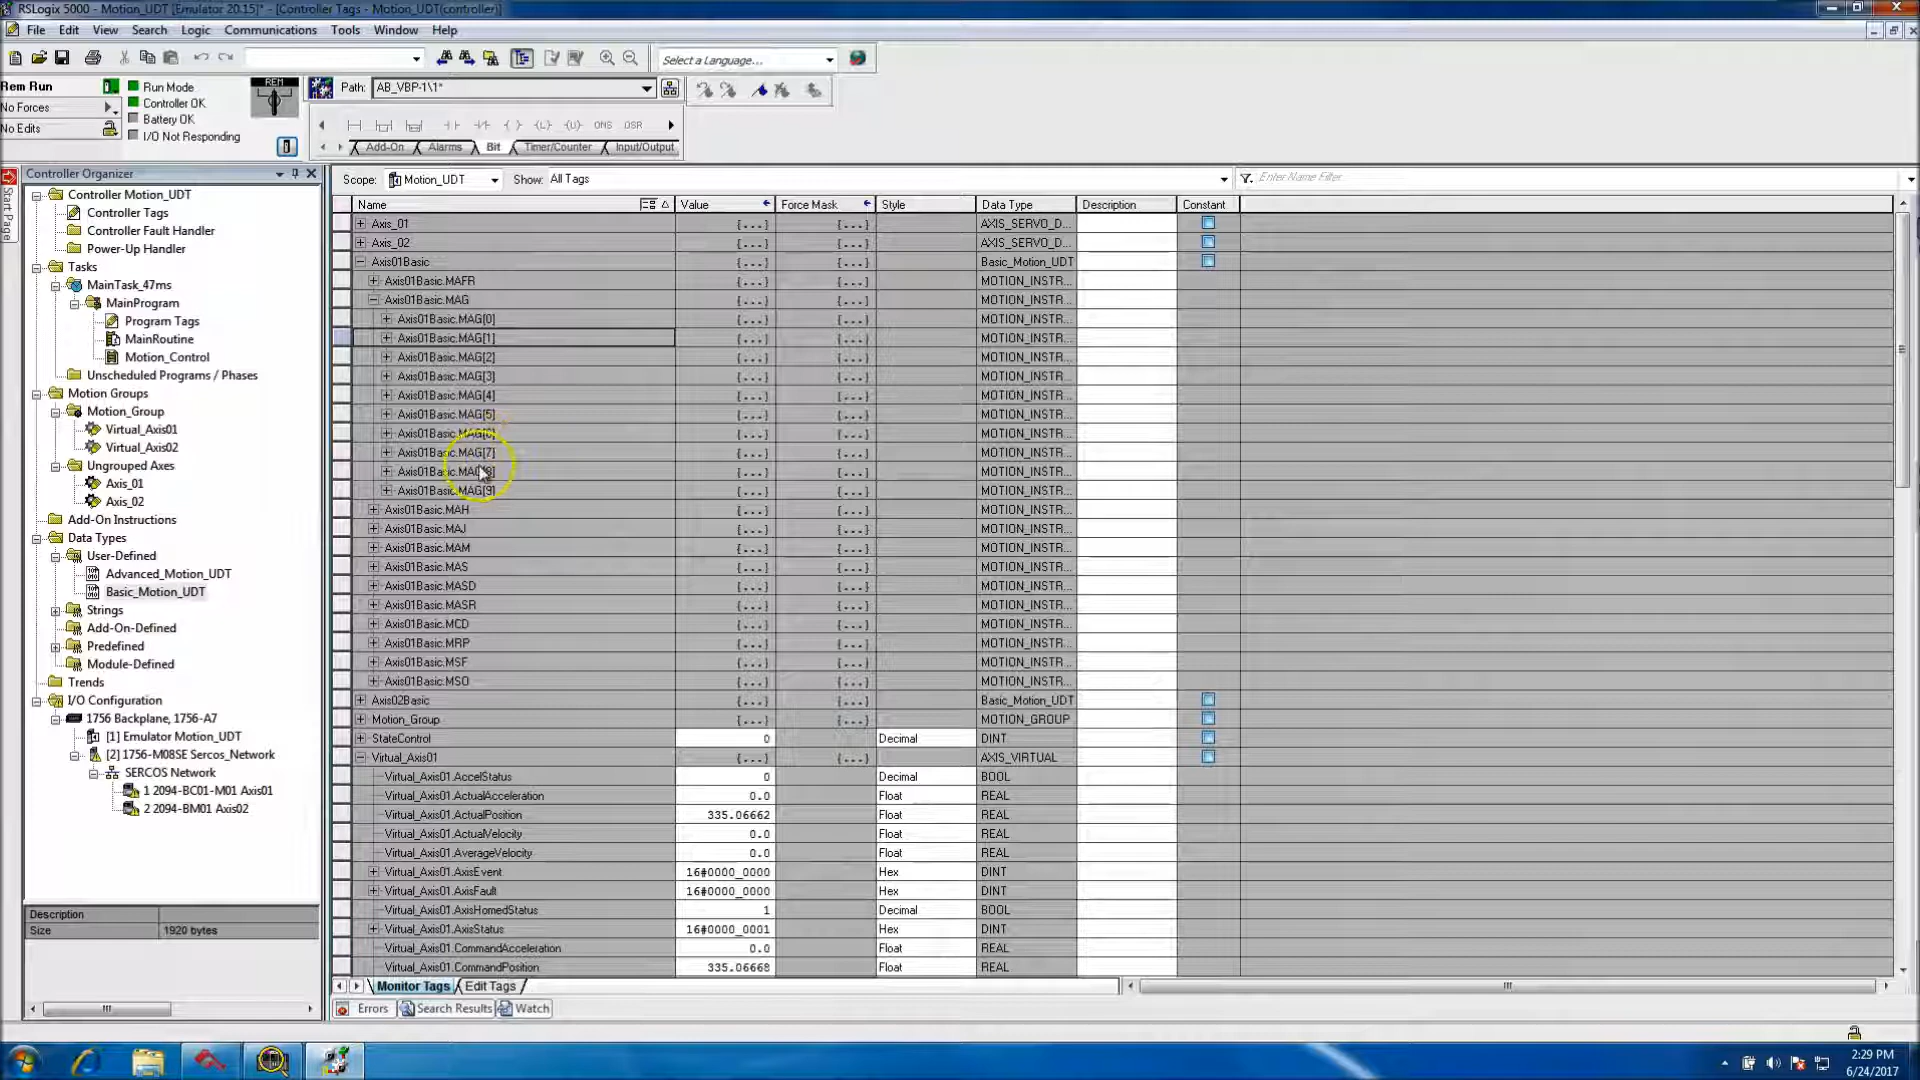 RSLogix 5000 - Motion_UDT [Emulator 20.15]* - [Controller Tags - Motion_UDT(controller)]
File Edit View Search Logic Communications Tools Window Help
Select a Language...
Rem Run
No Forces
No Edits
Run Mode
Controller OK
Battery OK
I/O Not Responding
REM
Path: AB_VBP-1\1*
ONS OSR
Add-On Alarms Bit Timer/Counter Input/Output
Start Page
Controller Organizer
Controller Motion_UDT
Controller Tags
Controller Fault Handler
Power-Up Handler
Tasks
MainTask_47ms
MainProgram
Program Tags
MainRoutine
Motion_Control
Unscheduled Programs / Phases
Motion Groups
Motion_Group
Virtual_Axis01
Virtual_Axis02
Ungrouped Axes
Axis_01
Axis_02
Add-On Instructions
Data Types
User-Defined
Advanced_Motion_UDT
Basic_Motion_UDT
Strings
Add-On-Defined
Predefined
Module-Defined
Trends
I/O Configuration
1756 Backplane, 1756-A7
[1] Emulator Motion_UDT
[2] 1756-M08SE Sercos_Network
SERCOS Network
1 2094-BC01-M01 Axis01
2 2094-BM01 Axis02
Description
Size 1920 bytes
Scope: Motion_UDT Show: All Tags Enter Name Filter
Name Value Force Mask Style Data Type Description Constant
Axis_01 {...} {...} AXIS_SERVO_D...
Axis_02 {...} {...} AXIS_SERVO_D...
Axis01Basic {...} {...} Basic_Motion_UDT
Axis01Basic.MAFR {...} {...} MOTION_INSTR...
Axis01Basic.MAG {...} {...} MOTION_INSTR...
Axis01Basic.MAG[0] {...} {...} MOTION_INSTR...
Axis01Basic.MAG[1] {...} {...} MOTION_INSTR...
Axis01Basic.MAG[2] {...} {...} MOTION_INSTR...
Axis01Basic.MAG[3] {...} {...} MOTION_INSTR...
Axis01Basic.MAG[4] {...} {...} MOTION_INSTR...
Axis01Basic.MAG[5] {...} {...} MOTION_INSTR...
Axis01Basic.MAG[6] {...} {...} MOTION_INSTR...
Axis01Basic.MAG[7] {...} {...} MOTION_INSTR...
Axis01Basic.MAG[8] {...} {...} MOTION_INSTR...
Axis01Basic.MAG[9] {...} {...} MOTION_INSTR...
Axis01Basic.MAH {...} {...} MOTION_INSTR...
Axis01Basic.MAJ {...} {...} MOTION_INSTR...
Axis01Basic.MAM {...} {...} MOTION_INSTR...
Axis01Basic.MAS {...} {...} MOTION_INSTR...
Axis01Basic.MASD {...} {...} MOTION_INSTR...
Axis01Basic.MASR {...} {...} MOTION_INSTR...
Axis01Basic.MCD {...} {...} MOTION_INSTR...
Axis01Basic.MRP {...} {...} MOTION_INSTR...
Axis01Basic.MSF {...} {...} MOTION_INSTR...
Axis01Basic.MSO {...} {...} MOTION_INSTR...
Axis02Basic {...} {...} Basic_Motion_UDT
Motion_Group {...} {...} MOTION_GROUP
StateControl 0 Decimal DINT
Virtual_Axis01 {...} {...} AXIS_VIRTUAL
Virtual_Axis01.AccelStatus 0 Decimal BOOL
Virtual_Axis01.ActualAcceleration 0.0 Float REAL
Virtual_Axis01.ActualPosition 335.06662 Float REAL
Virtual_Axis01.ActualVelocity 0.0 Float REAL
Virtual_Axis01.AverageVelocity 0.0 Float REAL
Virtual_Axis01.AxisEvent 16#0000_0000 Hex DINT
Virtual_Axis01.AxisFault 16#0000_0000 Hex DINT
Virtual_Axis01.AxisHomedStatus 1 Decimal BOOL
Virtual_Axis01.AxisStatus 16#0000_0001 Hex DINT
Virtual_Axis01.CommandAcceleration 0.0 Float REAL
Virtual_Axis01.CommandPosition 335.06668 Float REAL
Monitor Tags Edit Tags
Errors Search Results Watch
2:29 PM
6/24/2017